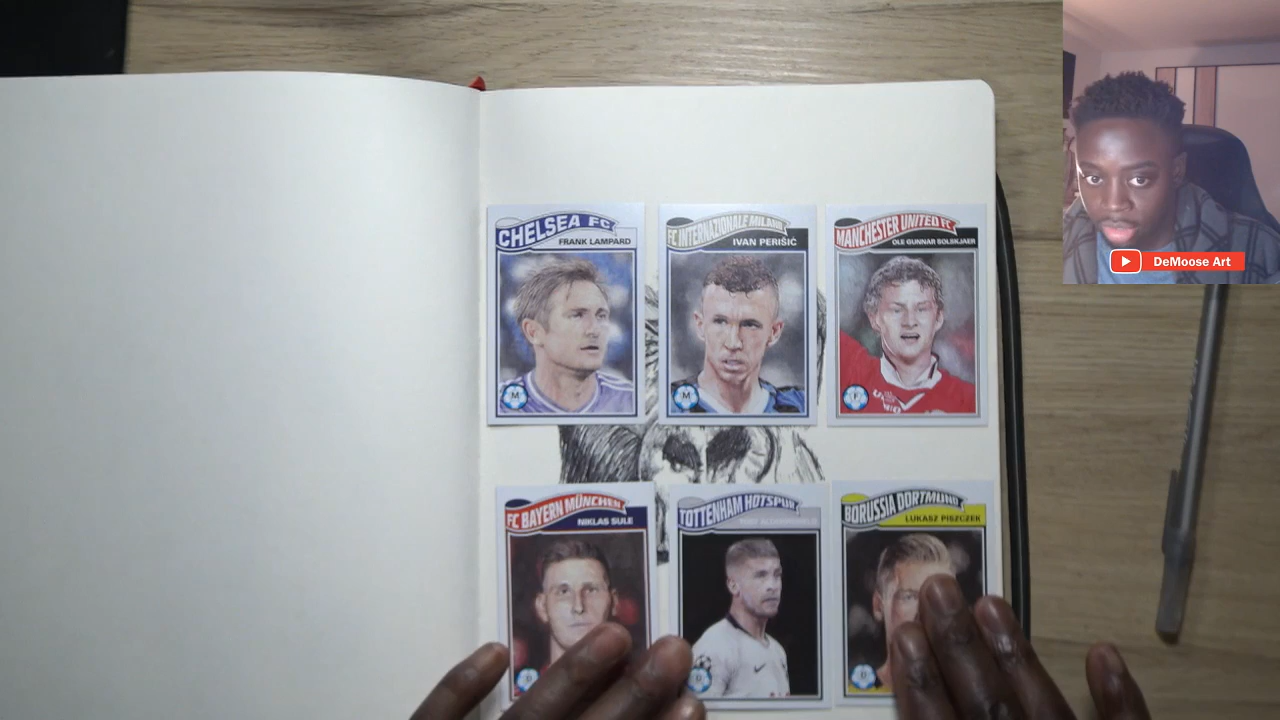 DeMoose Art
CHELSEA FC
FRANK LAMPARD
M
FC INTERNAZIONALE MILANO
IVAN PERIŠIĆ
M
MANCHESTER UNITED FC
OLE GUNNAR SOLSKJAER
F
FC BAYERN MÜNCHEN
NIKLAS SULE
D
TOTTENHAM HOTSPUR
D
BORUSSIA DORTMUND
LUKASZ PISZCZEK
D